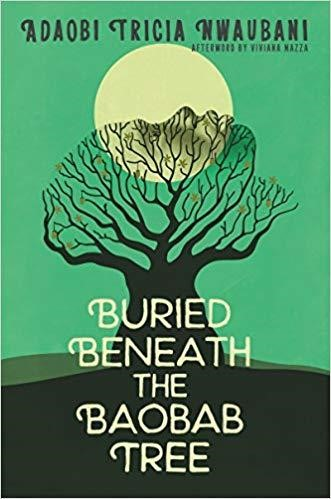 ADAOBI TRICIA NWAUBANI
AFTERWORD BY VIVIANA MAZZA
BURIED
BENEATH
THE
BAOBAB
TREE